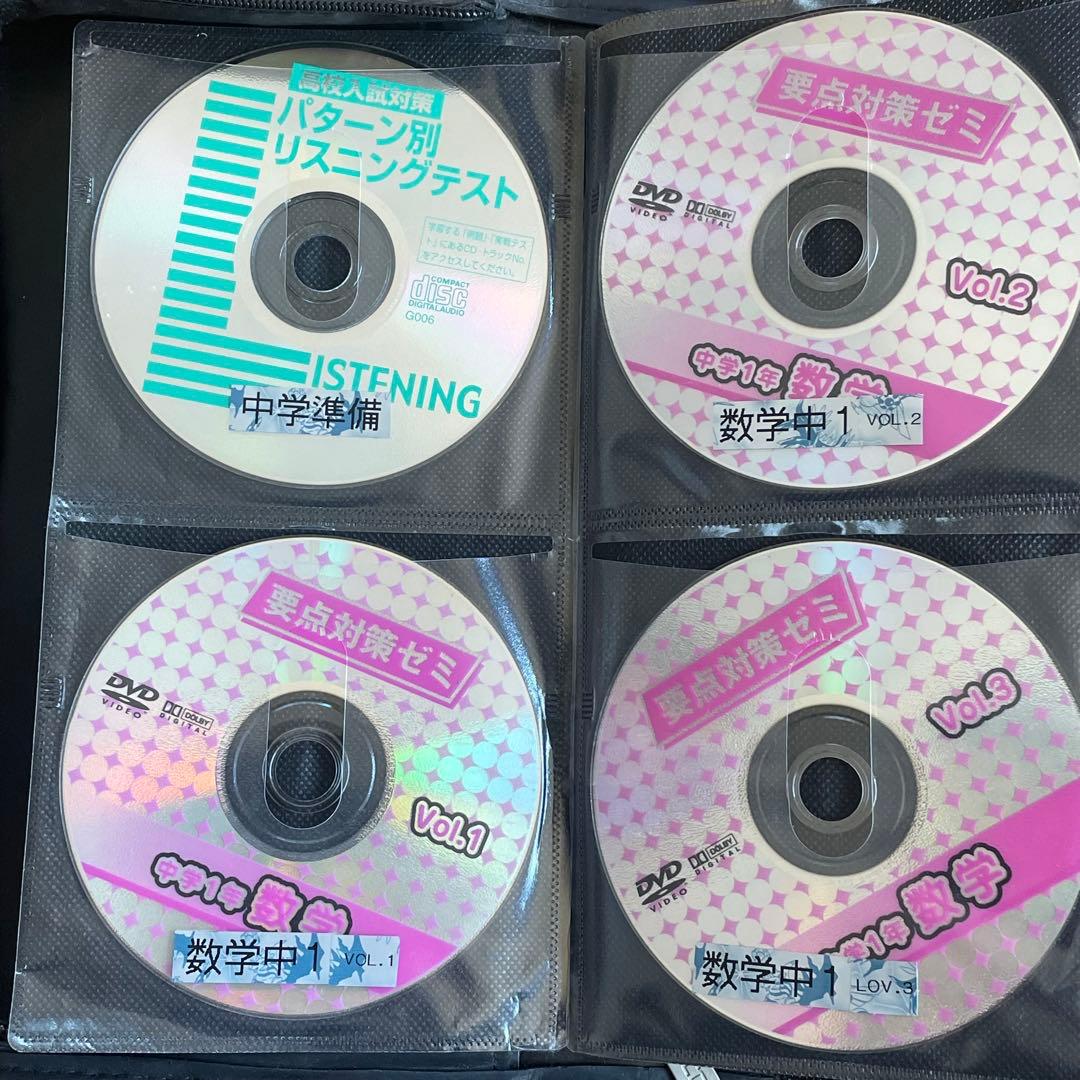 高校入試対策
パターン別
リスニングテスト
学習する「例題」「実戦テス
ト」にあるCD・トラックNo.
をアクセスしてください。
COMPACT
disc
DIGITAL AUDIO
G006
LISTENING
中学準備
要点対策ゼミ
DVD
VIDEO
DOLBY
DIGITAL
Vol.2
中学1年 数学
数学中1 VOL.2
要点対策ゼミ
DVD
VIDEO
DOLBY
DIGITAL
Vol.1
中学1年 数学
数学中1 VOL.1
要点対策ゼミ
Vol.3
DVD
VIDEO
DOLBY
DIGITAL
中学1年 数学
数学中1 LOV.3